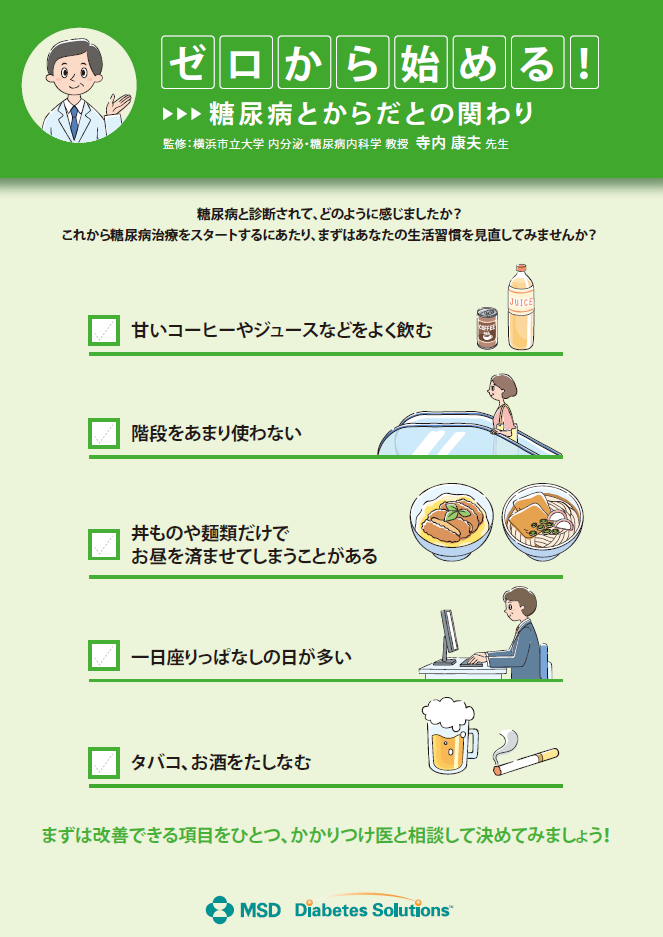 ゼロから始める!
糖尿病とからだとの関わり
監修:横浜市立大学 内分泌・糖尿病内科学 教授 寺内 康夫 先生
糖尿病と診断されて、どのように感じましたか?
これから糖尿病治療をスタートするにあたり、まずはあなたの生活習慣を見直してみませんか?
JUICE
COFFEE
甘いコーヒーやジュースなどをよく飲む
階段をあまり使わない
丼ものや麺類だけで
お昼を済ませてしまうことがある
一日座りっぱなしの日が多い
タバコ、お酒をたしなむ
まずは改善できる項目をひとつ、かかりつけ医と相談して決めてみましょう!
MSD Diabetes Solutions™